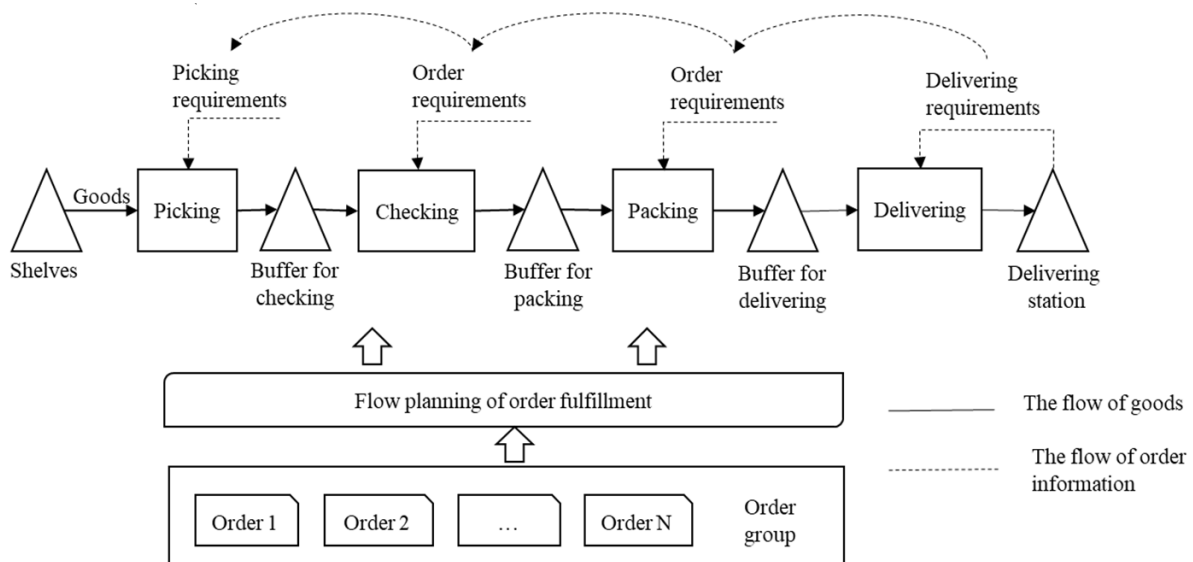 Picking
requirements
Order
requirements
Order
requirements
Delivering
requirements
Goods
Picking
Checking
Packing
Delivering
Shelves
Buffer for
checking
Buffer for
packing
Buffer for
delivering
Delivering
station
Flow planning of order fulfillment
The flow of goods
The flow of order
information
Order 1
Order 2
…
Order N
Order
group